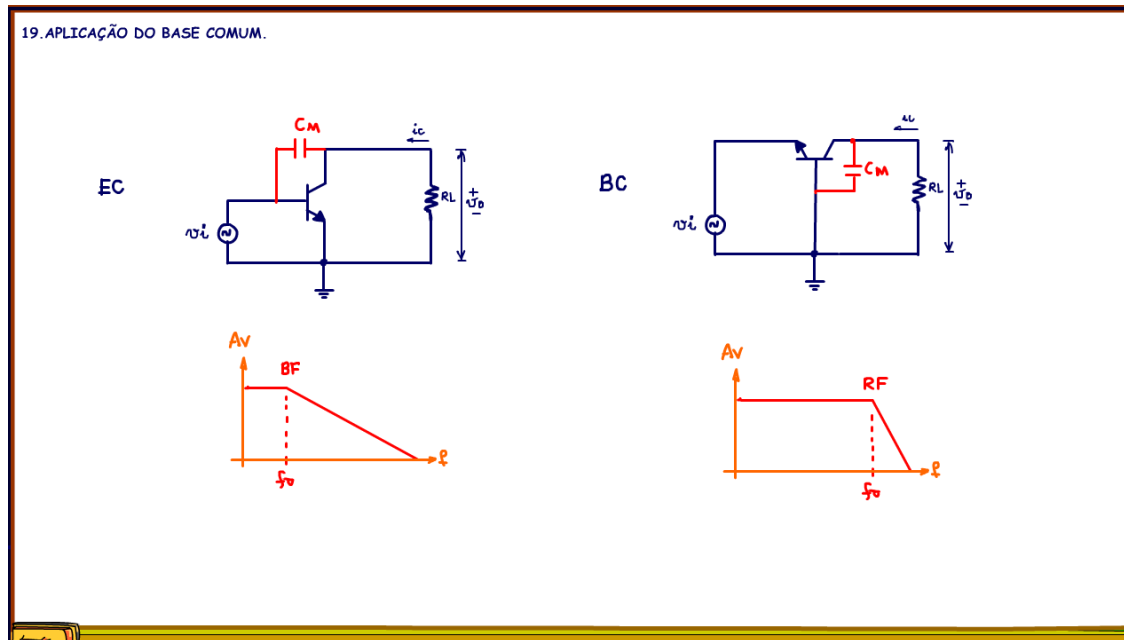 19.APLICAÇÃO DO BASE COMUM.
CM
ic
EC
RL
+
vo
-
vi
Av
BF
fo
f
ic
BC
CM
RL
+
vo
-
vi
Av
RF
fo
f